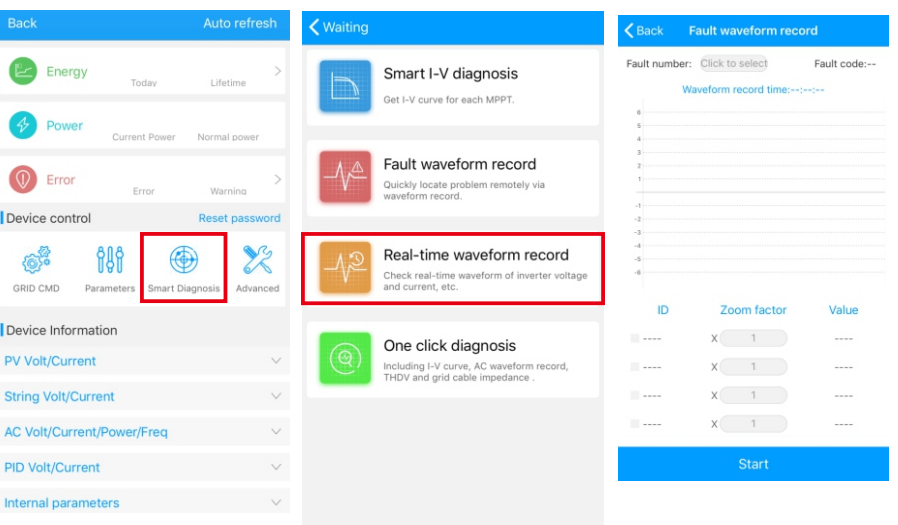 Back Auto refresh
Energy
Today Lifetime
Power
Current Power Normal power
Error
Error Warning
Device control Reset password
GRID CMD Parameters Smart Diagnosis Advanced
Device Information
PV Volt/Current
String Volt/Current
AC Volt/Current/Power/Freq
PID Volt/Current
Internal parameters
Waiting
Smart I-V diagnosis
Get I-V curve for each MPPT.
Fault waveform record
Quickly locate problem remotely via
waveform record.
Real-time waveform record
Check real-time waveform of inverter voltage
and current, etc.
One click diagnosis
Including I-V curve, AC waveform record,
THDV and grid cable impedance .
Back Fault waveform record
Fault number: Click to select Fault code:--
Waveform record time:--:--:--
6
5
4
3
2
1
-1
-2
-3
-4
-5
-6
ID Zoom factor Value
---- X 1 ----
---- X 1 ----
---- X 1 ----
---- X 1 ----
Start